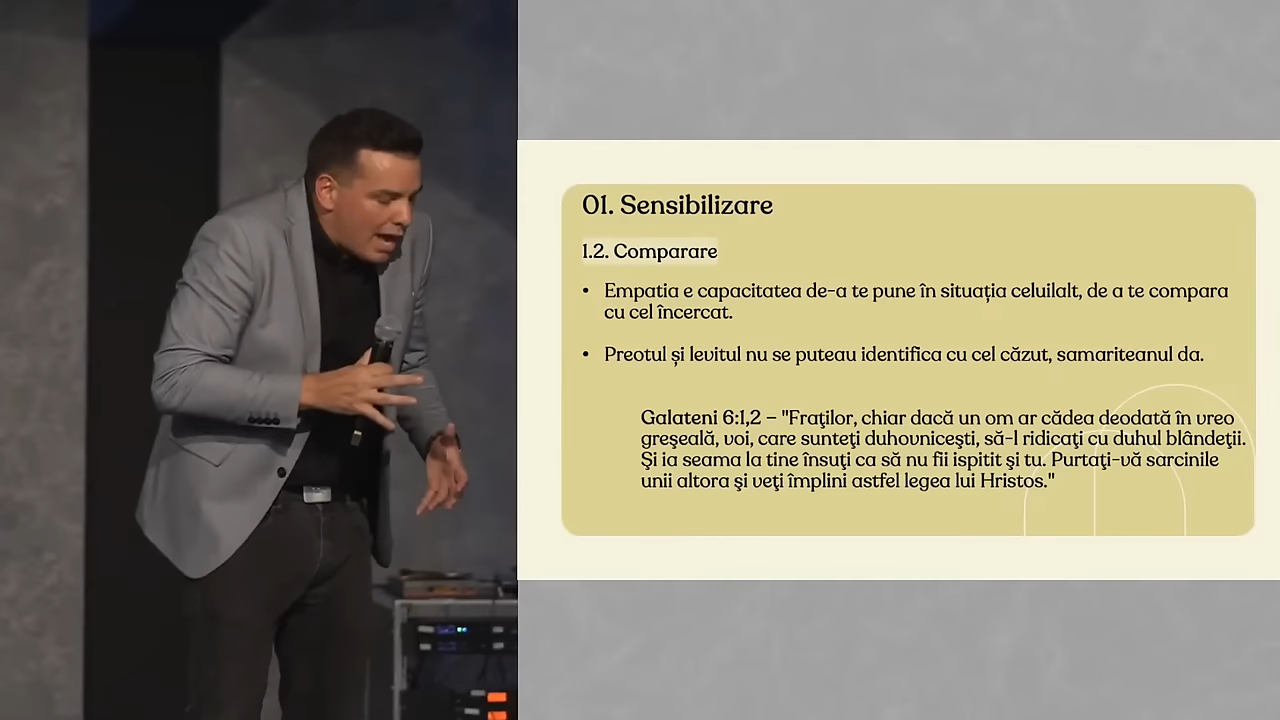 01. Sensibilizare
1.2. Comparare
• Empatia e capacitatea de-a te pune în situația celuilalt, de a te compara
cu cel încercat.
• Preotul și levitul nu se puteau identifica cu cel căzut, samariteanul da.
Galateni 6:1,2 – "Fraţilor, chiar dacă un om ar cădea deodată în vreo
greşeală, voi, care sunteţi duhovniceşti, să-l ridicaţi cu duhul blândeţii.
Şi ia seama la tine însuţi ca să nu fii ispitit şi tu. Purtaţi-vă sarcinile
unii altora şi veţi împlini astfel legea lui Hristos."